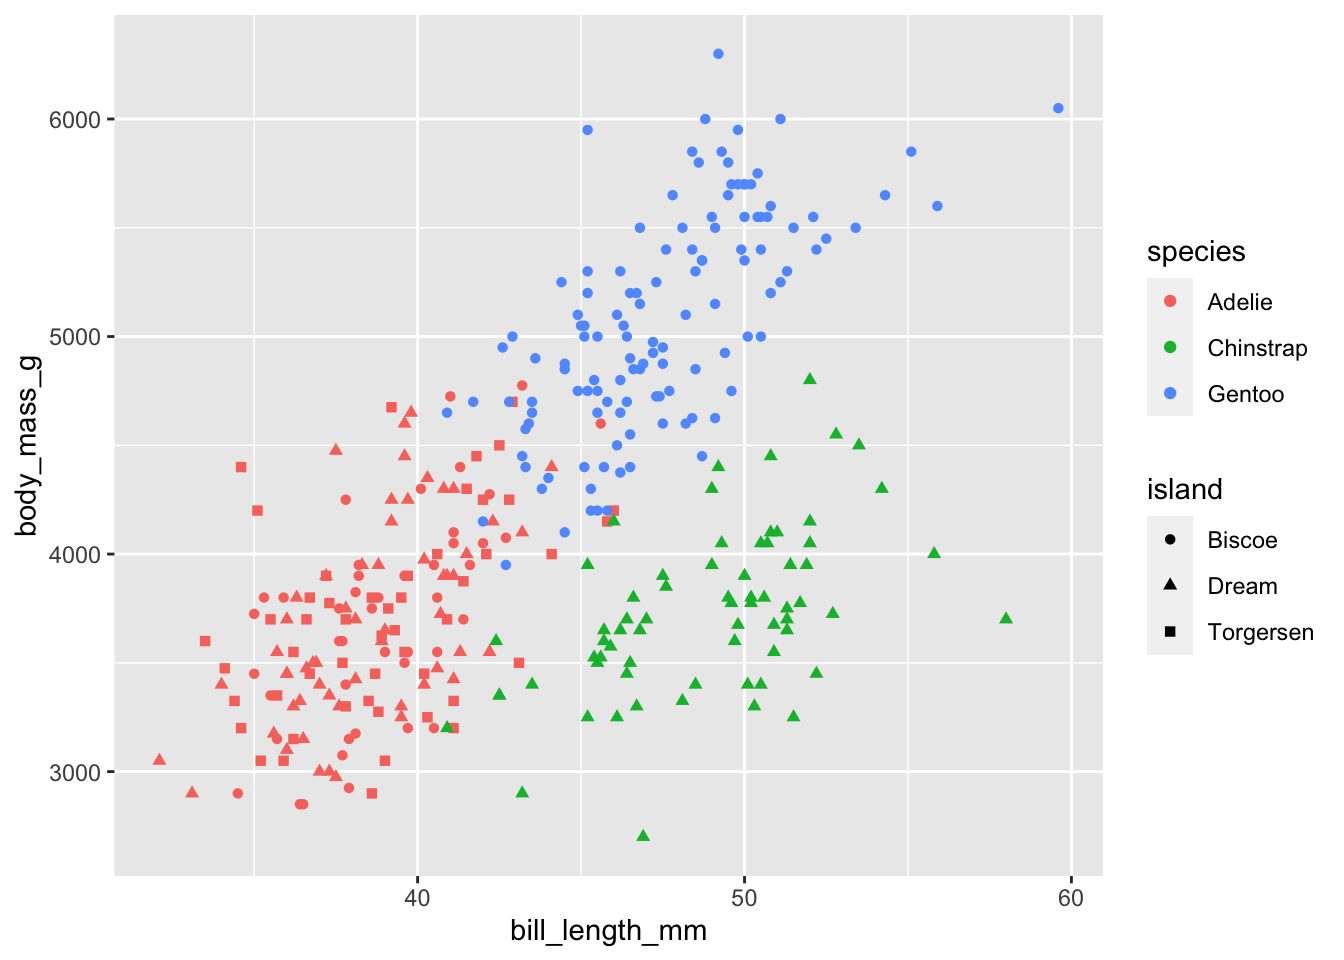 6000
5000
4000
3000
body_mass_g
40 50 60
bill_length_mm
species
Adelie
Chinstrap
Gentoo
island
Biscoe
Dream
Torgersen